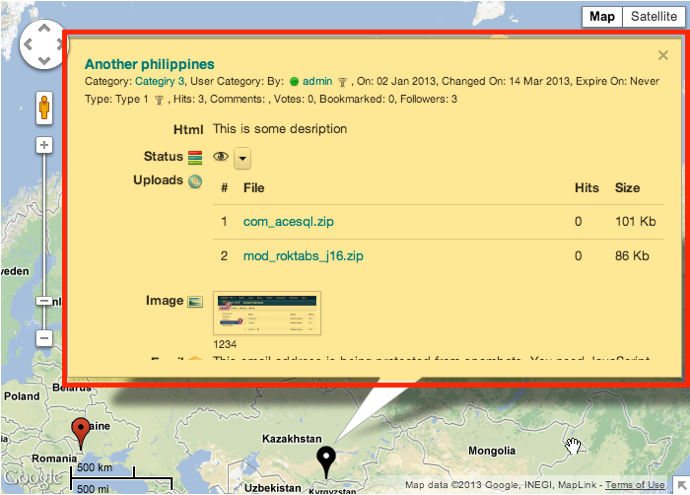 Map Satellite
Another philippines
Category: Categiry 3, User Category: By: admin , On: 02 Jan 2013, Changed On: 14 Mar 2013, Expire On: Never
Type: Type 1 , Hits: 3, Comments: , Votes: 0, Bookmarked: 0, Followers: 3
Html This is some desription
Status
Uploads
# File Hits Size
1 com_acesql.zip 0 101 Kb
2 mod_roktabs_j16.zip 0 86 Kb
Image
1234
Email This email address is being protected from spambots. You need JavaScript
Poland Belarus
Romania
Kazakhstan
Mongolia
Uzbekistan
Kyrgyzstan
Google
500 km
500 mi
Map data ©2013 Google, INEGI, MapLink - Terms of Use